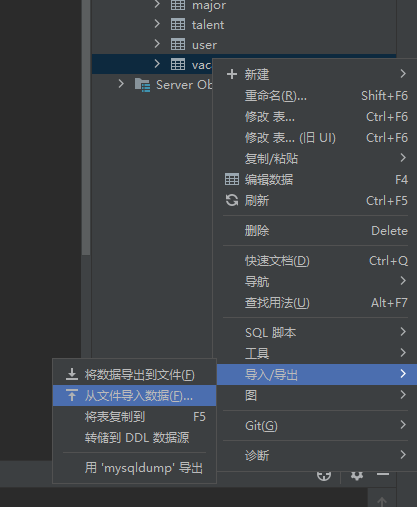 major
talent
user
vaca
Server Ob
新建
重命名(R)... Shift+F6
修改 表... Ctrl+F6
修改 表... (旧 UI) Ctrl+F6
复制/粘贴
编辑数据 F4
刷新 Ctrl+F5
删除 Delete
快速文档(D) Ctrl+Q
导航
查找用法(U) Alt+F7
SQL 脚本
工具
导入/导出
图
Git(G)
诊断
将数据导出到文件(F)
从文件导入数据(F)...
将表复制到 F5
转储到 DDL 数据源
用 'mysqldump' 导出